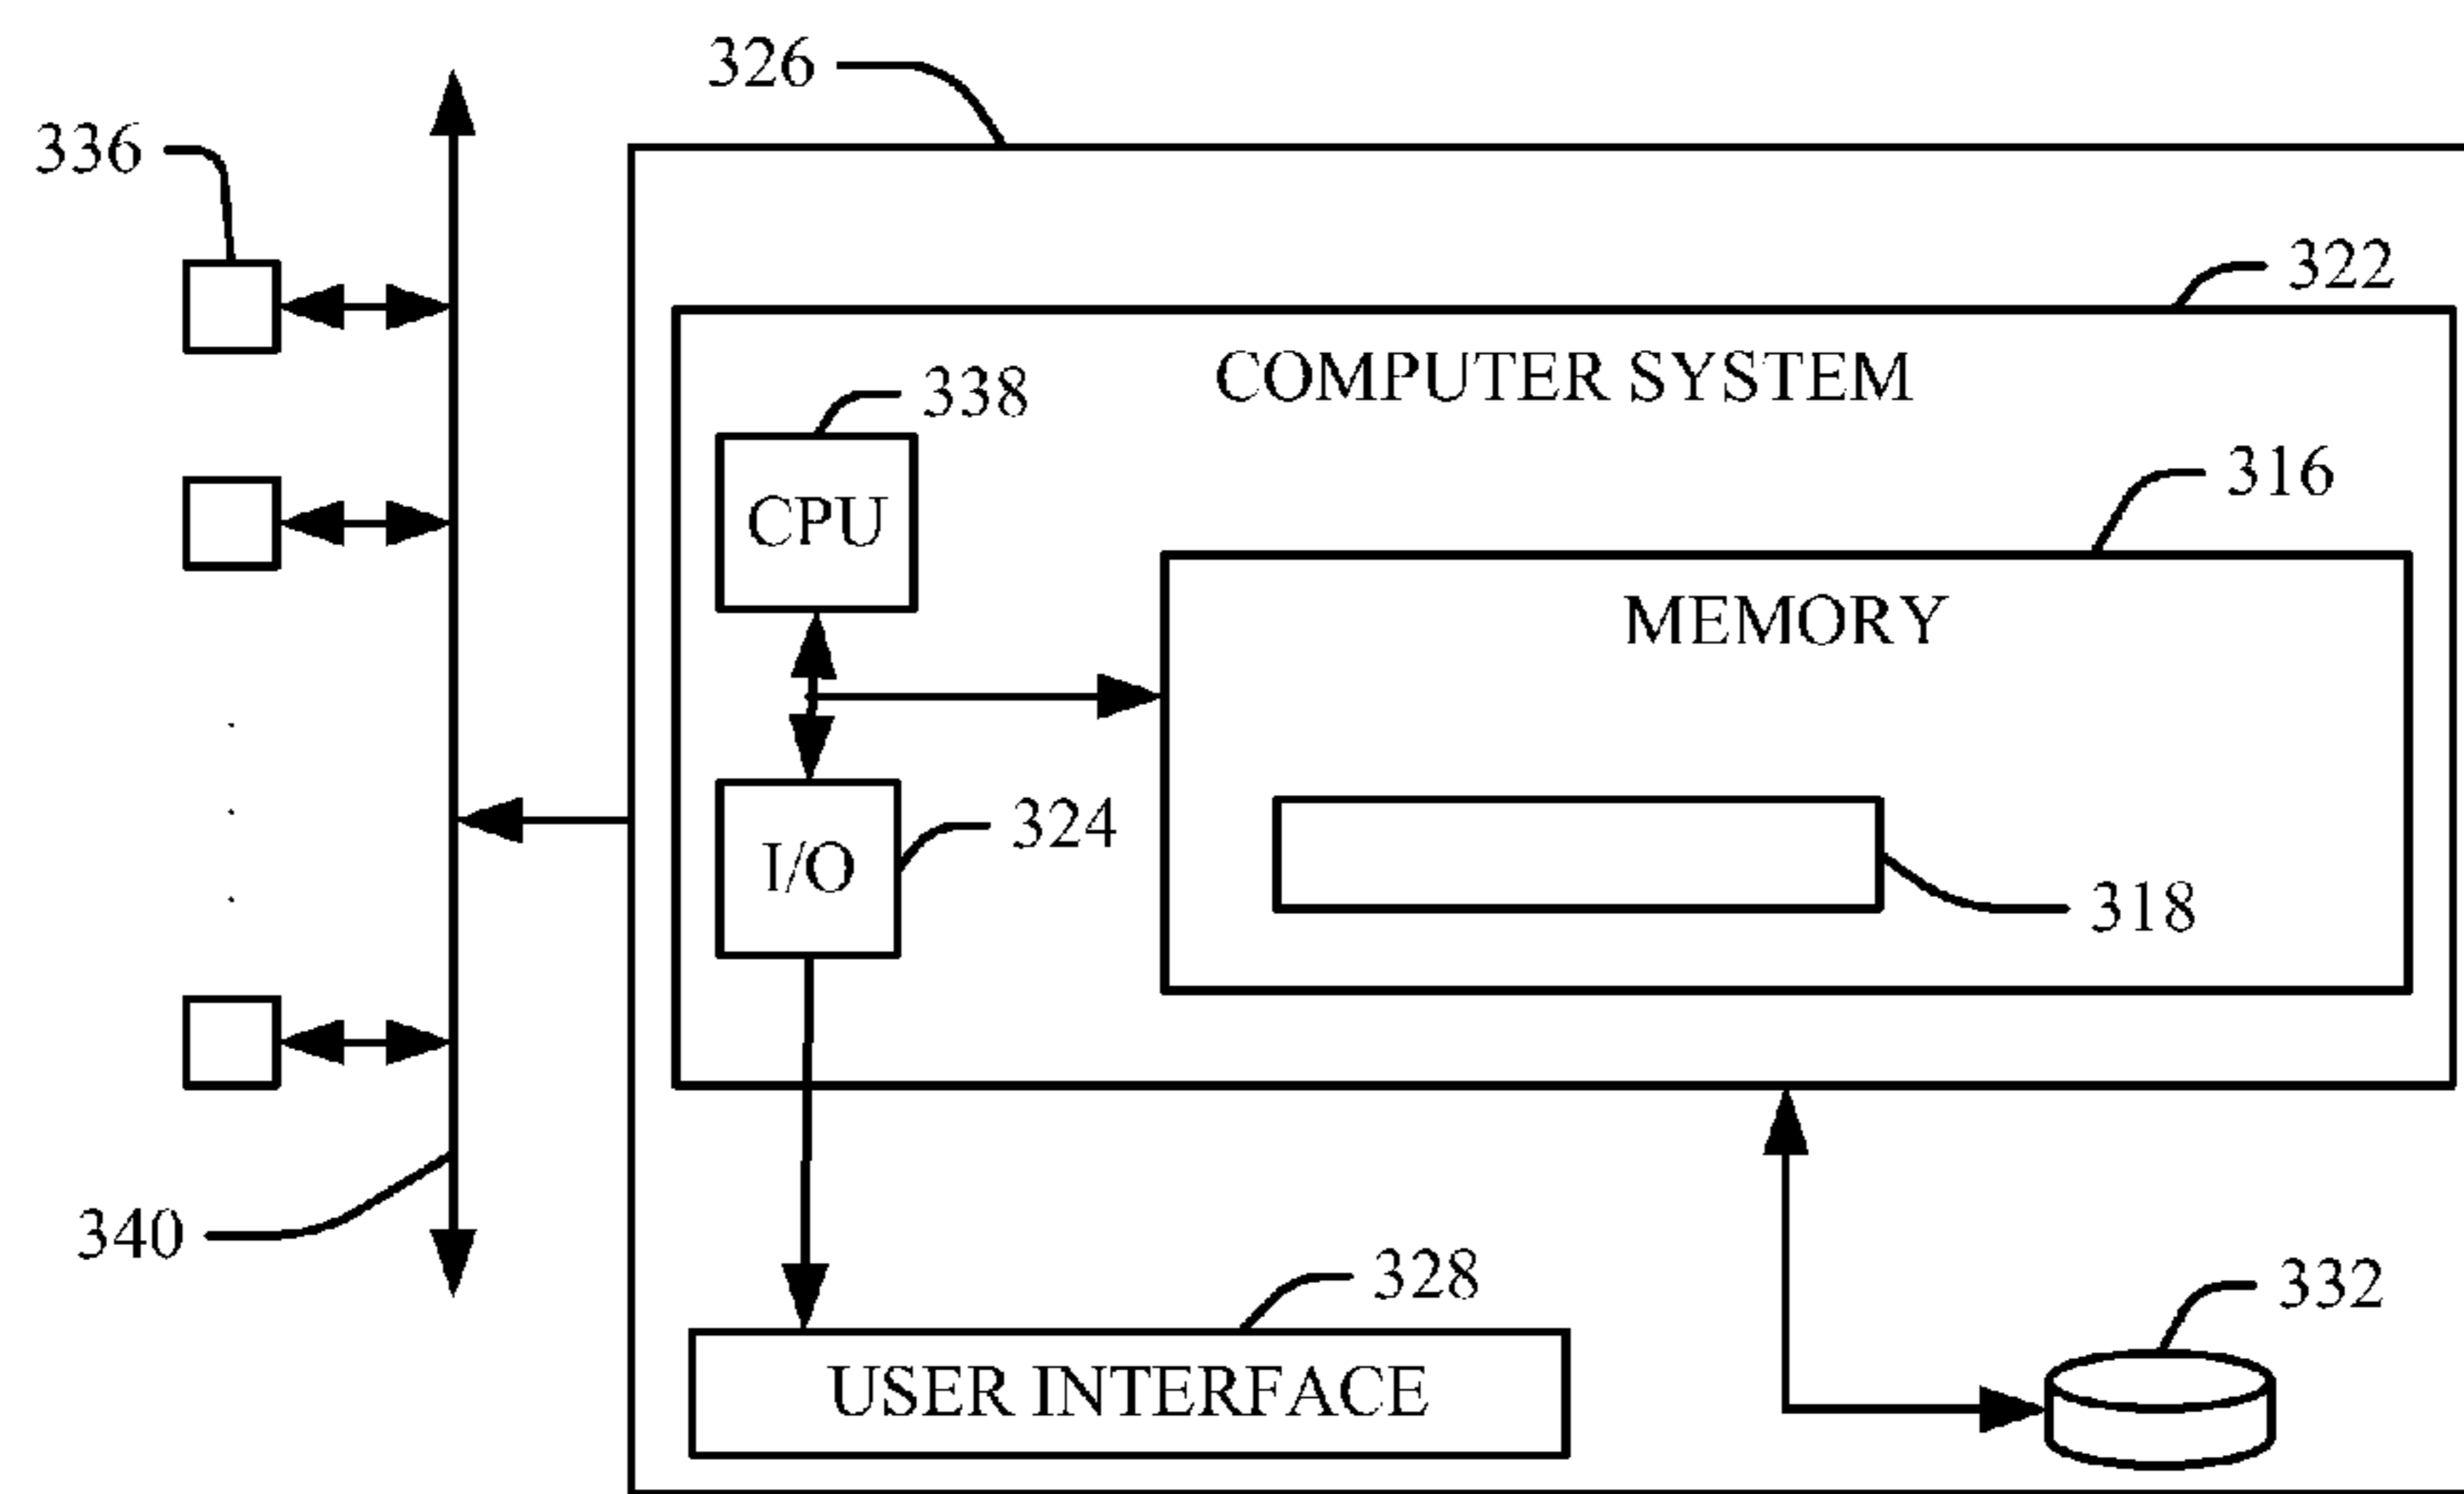 326
336
322
COMPUTER SYSTEM
338
316
CPU
MEMORY
324
I/O
318
340
328
332
USER INTERFACE